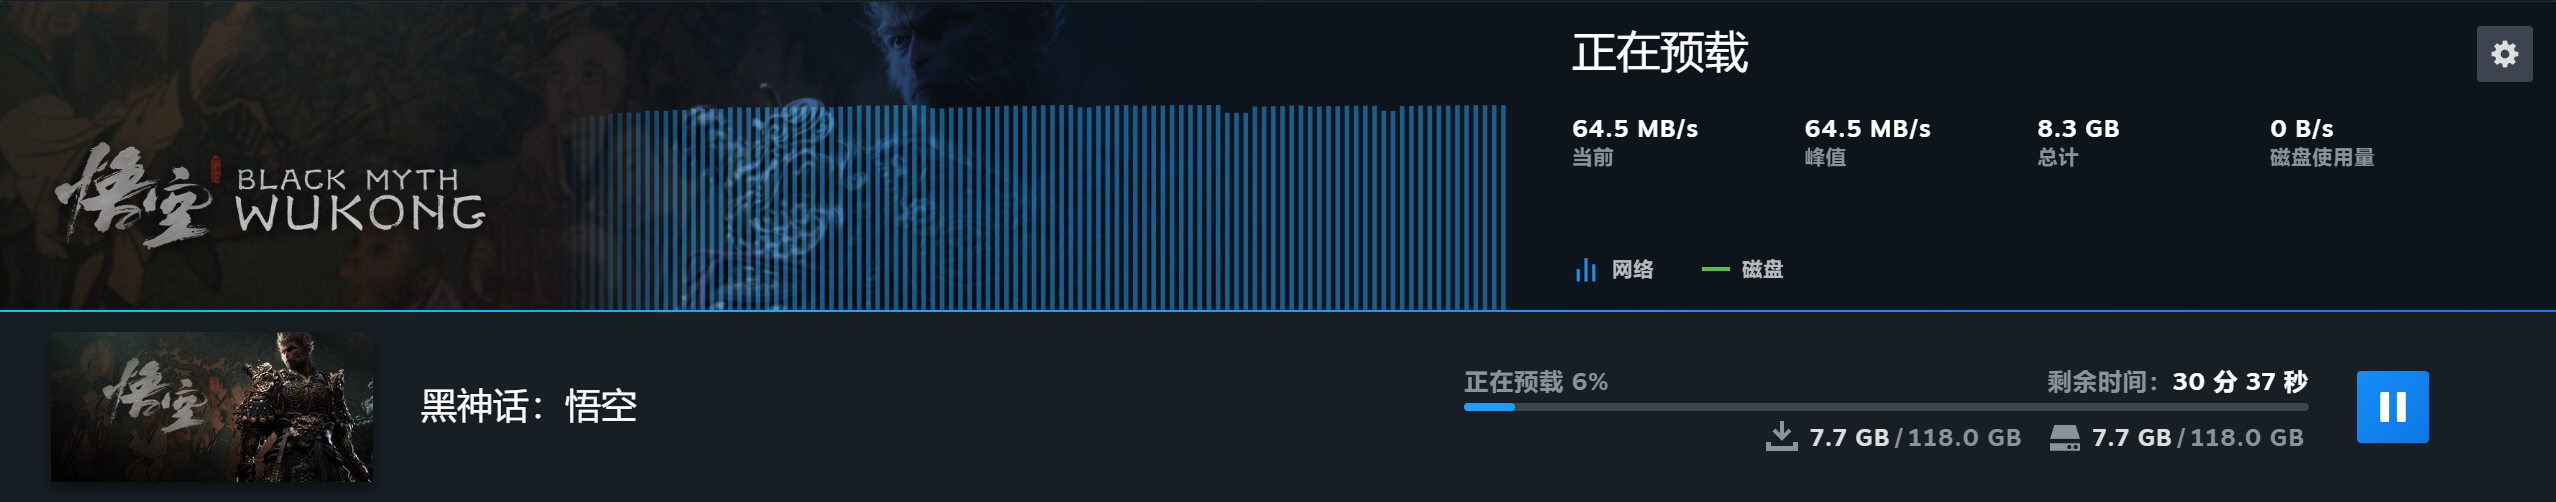 正在预载
64.5 MB/s
当前
64.5 MB/s
峰值
8.3 GB
总计
0 B/s
磁盘使用量
悟空
BLACK MYTH
WUKONG
网络
磁盘
悟空
黑神话：悟空
正在预载 6%
剩余时间：30 分 37 秒
7.7 GB/118.0 GB
7.7 GB/118.0 GB